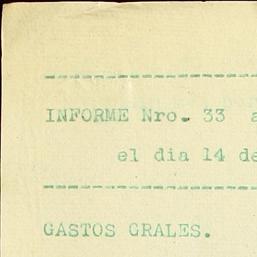 INFORME Nro. 33 a
el dia 14 de
GASTOS GRALES.